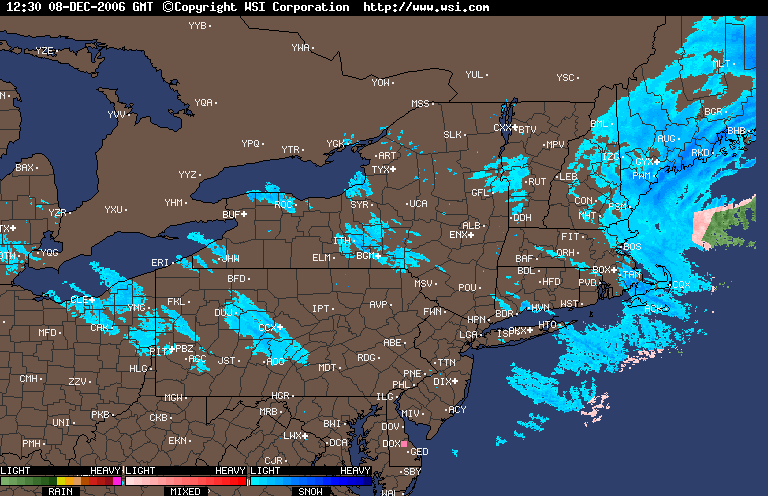 12:30 08-DEC-2006 GMT ©Copyright WSI Corporation http://www.wsi.com
YYB
YWA
YZE
YUL YSC MLT
YOW
YQA MSS BGR
YVV
CXX BTV BML BHB
SLK AUG
YPQ YTR YGK MPV RKD
ART IZG GYX
BAX TYX
YYZ RUT LEB PWM
GFL
YZR YXU YHM ROC SYR UCA CON PSM
BUF DDH MHT
ALB
ENX FIT
ITH BOS
YQG ERI JHW ELM BGM BAF ORH
BDL BOX TAN
BFD MSV POU HFD PVD CQX
CLE YNG FKL DUJ IPT AVP FWN BDR HVN WST ACK
CAK CCX HPN HTO
MFD LGA ISP
PIT PBZ ABE
AGC JST AOO RDG TTN
HLG MDT PNE
CMH ZZV PHL DIX
MGW HGR ILG
PKB CKB MRB MIV ACY
UNI BWI DOV
PMH EKN LWX DCA DOX
GED
CJR SBY
WAL
LIGHT HEAVY LIGHT HEAVY LIGHT HEAVY
RAIN MIXED SNOW